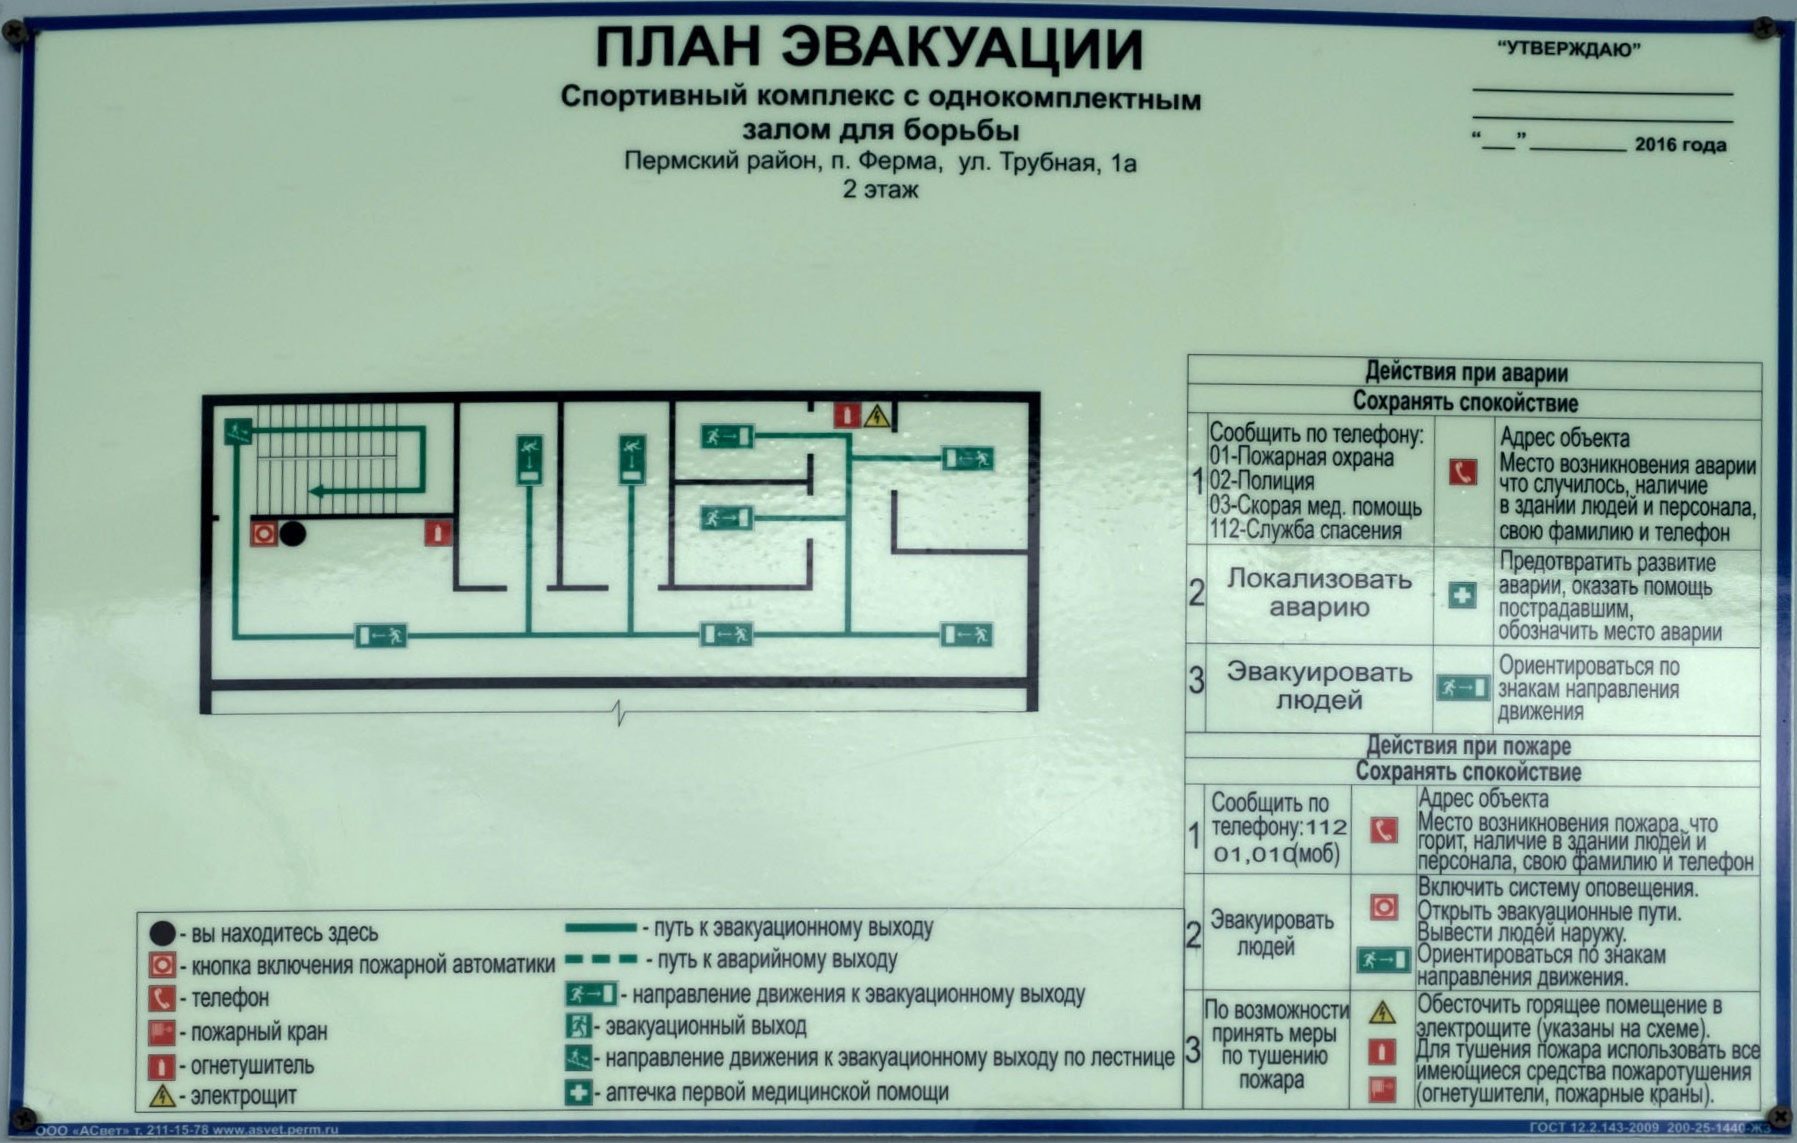 ПЛАН ЭВАКУАЦИИ
Спортивный комплекс с однокомплектным
залом для борьбы
Пермский район, п. Ферма, ул. Трубная, 1а
2 этаж
“УТВЕРЖДАЮ”
“__”________ 2016 года
Действия при аварии
Сохранять спокойствие
1
Сообщить по телефону:
01-Пожарная охрана
02-Полиция
03-Скорая мед. помощь
112-Служба спасения
Адрес объекта
Место возникновения аварии
что случилось, наличие
в здании людей и персонала,
свою фамилию и телефон
2
Локализовать
аварию
Предотвратить развитие
аварии, оказать помощь
пострадавшим,
обозначить место аварии
3
Эвакуировать
людей
Ориентироваться по
знакам направления
движения
Действия при пожаре
Сохранять спокойствие
1
Сообщить по
телефону:112
01,010(моб)
Адрес объекта
Место возникновения пожара, что
горит, наличие в здании людей и
персонала, свою фамилию и телефон
2
Эвакуировать
людей
Включить систему оповещения.
Открыть эвакуационные пути.
Вывести людей наружу.
Ориентироваться по знакам
направления движения.
3
По возможности
принять меры
по тушению
пожара
Обесточить горящее помещение в
электрощите (указаны на схеме).
Для тушения пожара использовать все
имеющиеся средства пожаротушения
(огнетушители, пожарные краны).
- вы находитесь здесь
- кнопка включения пожарной автоматики
- телефон
- пожарный кран
- огнетушитель
- электрощит
- путь к эвакуационному выходу
- путь к аварийному выходу
- направление движения к эвакуационному выходу
- эвакуационный выход
- направление движения к эвакуационному выходу по лестнице
- аптечка первой медицинской помощи
ООО «АСвет» т. 211-15-78 www.asvet.perm.ru
ГОСТ 12.2.143-2009 200-25-1440-ЖЗ